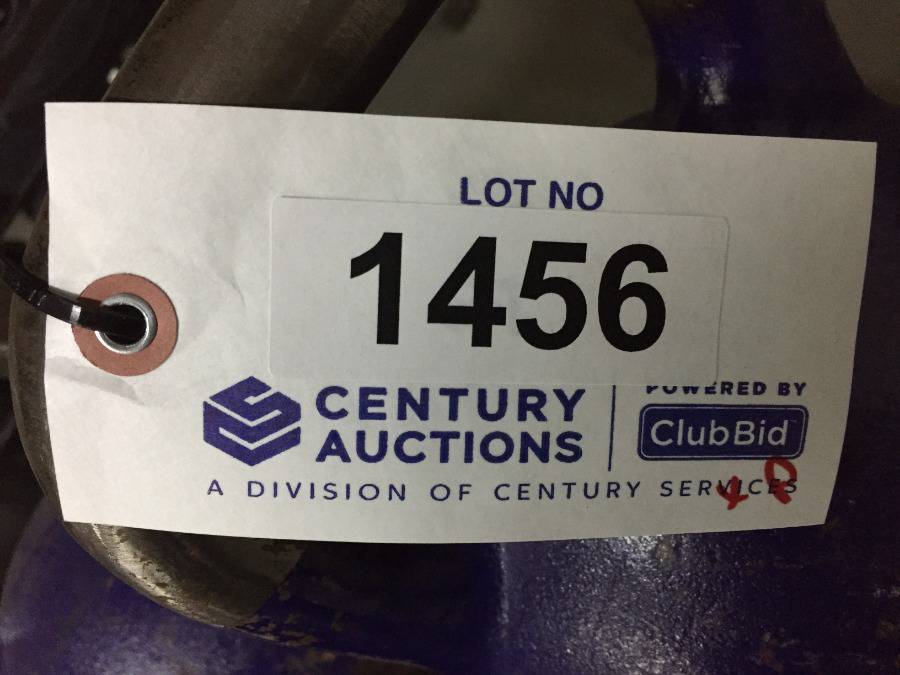 LOT NO
1456
CENTURY
AUCTIONS
POWERED BY
ClubBid
A DIVISION OF CENTURY SERVICES